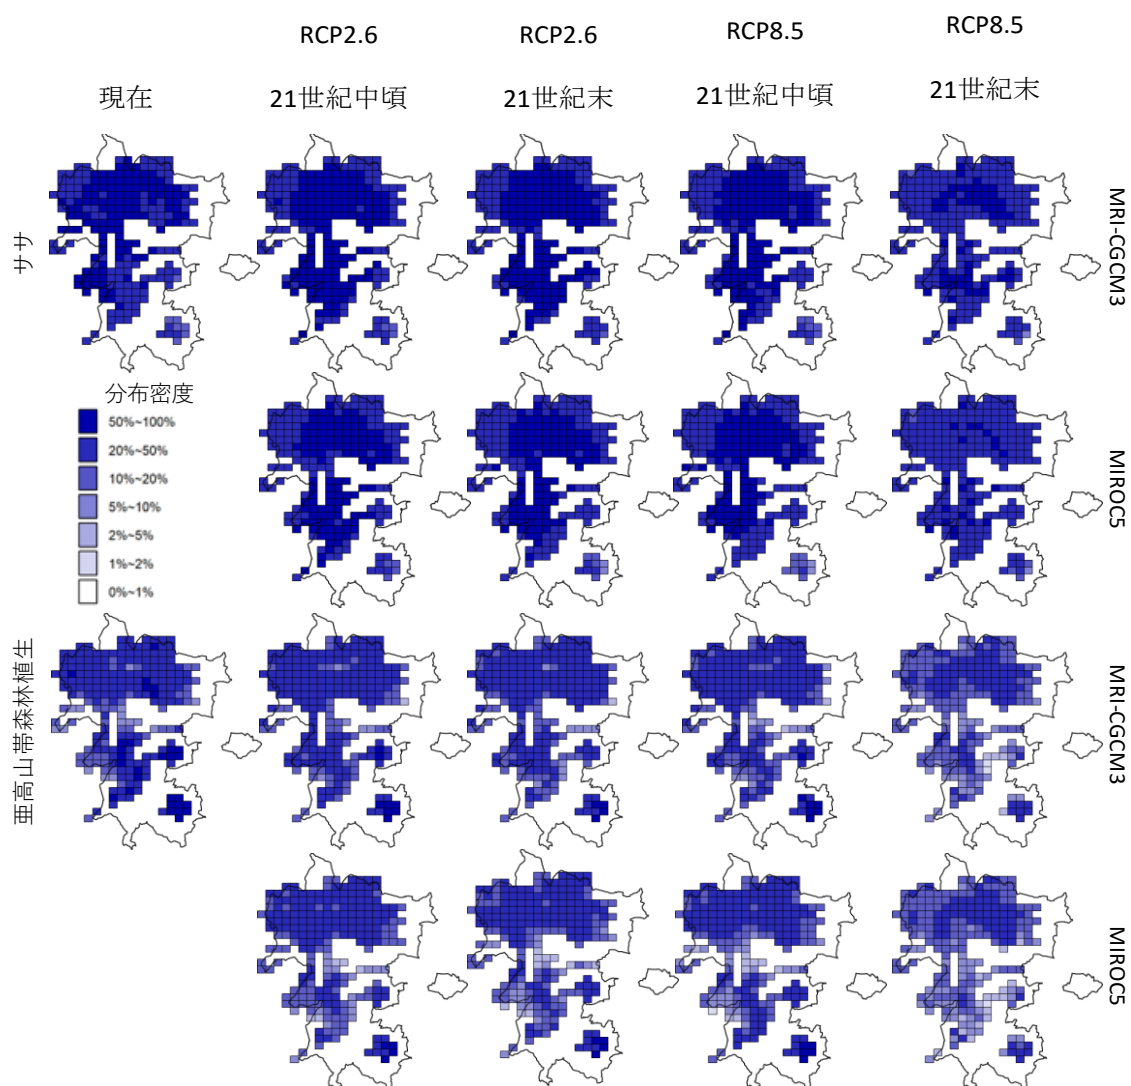 RCP2.6
RCP2.6
RCP8.5
RCP8.5
現在
21世紀中頃
21世紀末
21世紀中頃
21世紀末
ササ
MRI-CGCM3
分布密度
50%~100%
20%~50%
10%~20%
5%~10%
2%~5%
1%~2%
0%~1%
MIROC5
亜高山帯森林植生
MRI-CGCM3
MIROC5